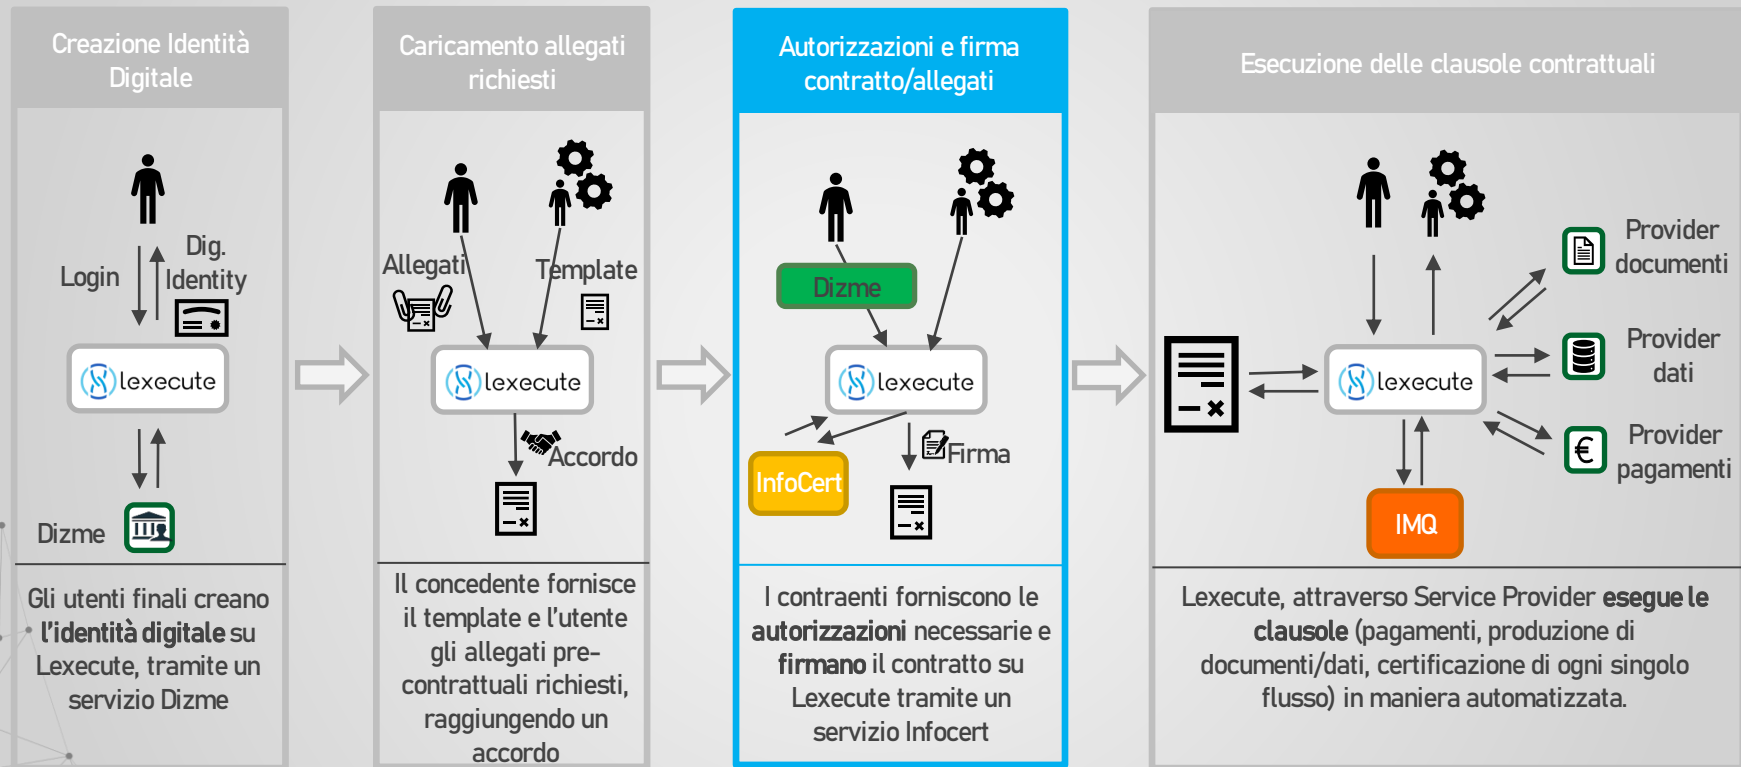 Creazione Identità
Digitale
Login
Dig.
Identity
lexecute
Dizme
Gli utenti finali creano
l'identità digitale su
Lexecute, tramite un
servizio Dizme
Caricamento allegati
richiesti
Allegati
Template
lexecute
Accordo
Il concedente fornisce
il template e l'utente
gli allegati pre-
contrattuali richiesti,
raggiungendo un
accordo
Autorizzazioni e firma
contratto/allegati
Dizme
lexecute
InfoCert
Firma
I contraenti forniscono le
autorizzazioni necessarie e
firmano il contratto su
Lexecute tramite un
servizio Infocert
Esecuzione delle clausole contrattuali
Provider
documenti
Provider
dati
lexecute
Provider
pagamenti
€
IMQ
Lexecute, attraverso Service Provider esegue le
clausole (pagamenti, produzione di
documenti/dati, certificazione di ogni singolo
flusso) in maniera automatizzata.